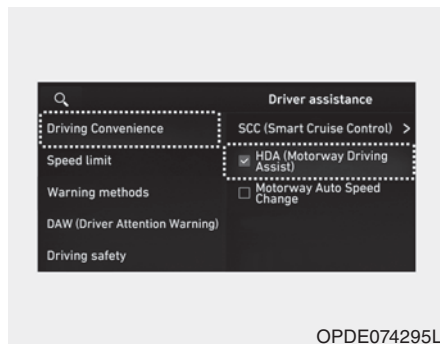 Driver assistance
Driving Convenience
Speed limit
Warning methods
DAW (Driver Attention Warning)
Driving safety
SCC (Smart Cruise Control) >
HDA (Motorway Driving
Assist)
Motorway Auto Speed
Change
OPDE074295L